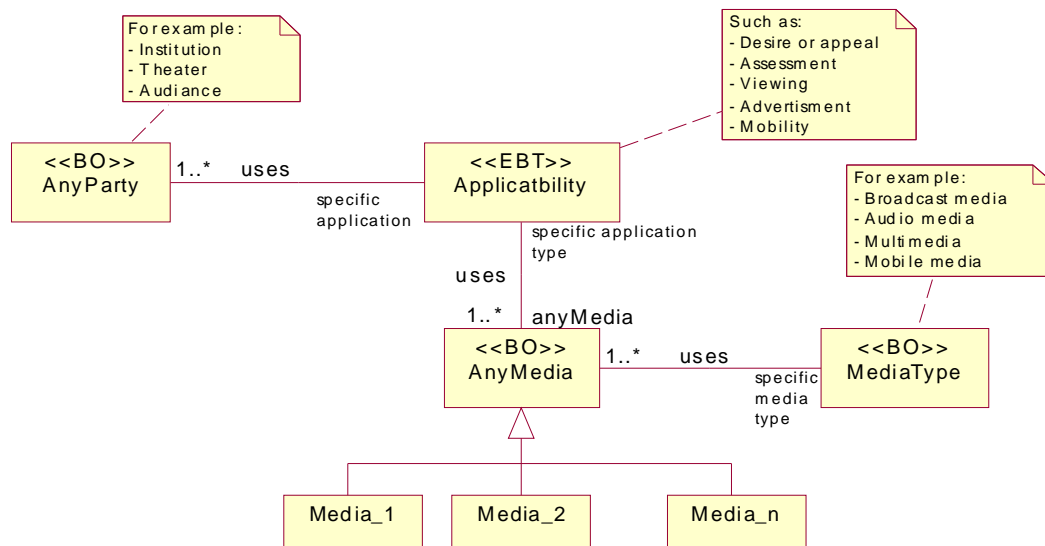 For example:
- Institution
- Theater
- Audiance
Such as:
- Desire or appeal
- Assessment
- Viewing
- Advertisment
- Mobility
<<BO>>
AnyParty
1..*
uses
specific
application
<<EBT>>
Applicatbility
For example:
- Broadcast media
- Audio media
- Multimedia
- Mobile media
specific application
type
uses
1..*
anyMedia
<<BO>>
AnyMedia
1..*
uses
specific
media
type
<<BO>>
MediaType
Media_1
Media_2
Media_n